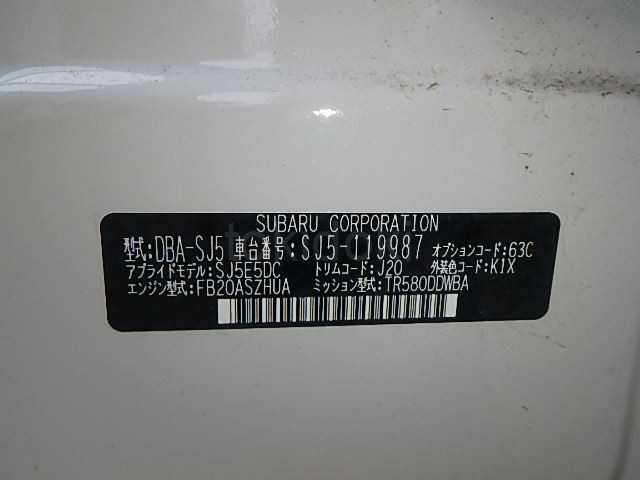 SUBARU CORPORATION
型式:DBA-SJ5 車台番号:SJ5-119987 オプションコード:63C
アプライドモデル:SJ5E5DC トリムコード:J20 外装色コード:K1X
エンジン型式:FB20ASZHUA ミッション型式:TR580DDWBA